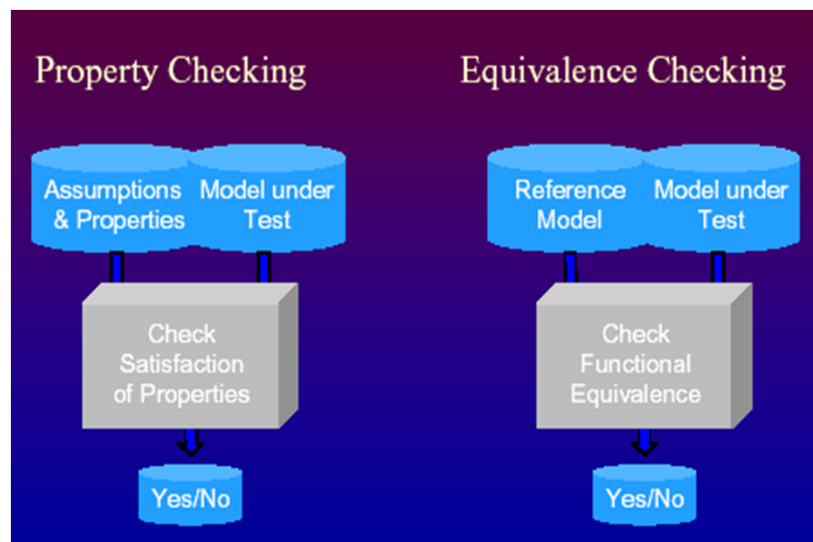 Property Checking
Assumptions
& Properties
Model under
Test
Check
Satisfaction
of Properties
Yes/No
Equivalence Checking
Reference
Model
Model under
Test
Check
Functional
Equivalence
Yes/No